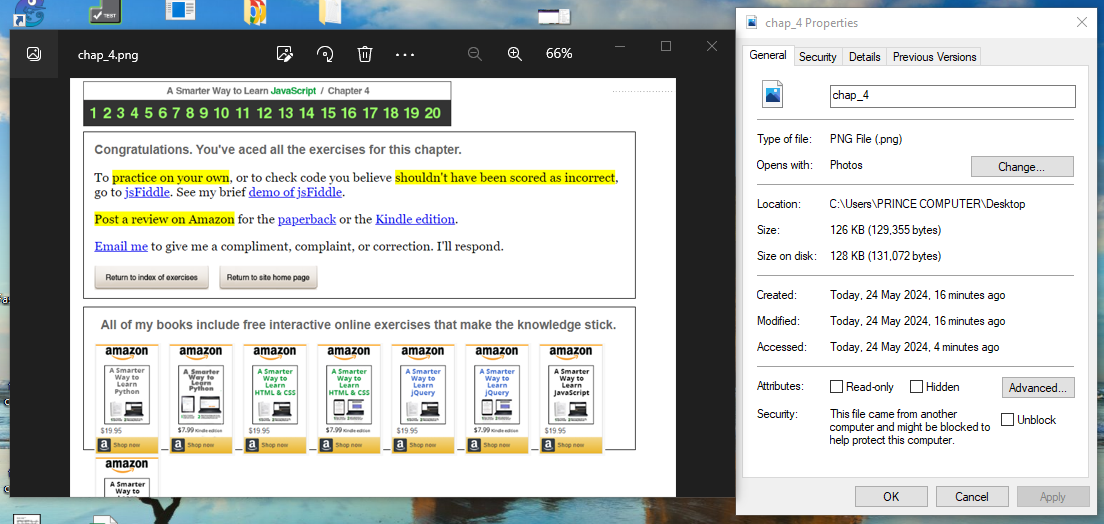 TEST
chap_4.png
66%
A Smarter Way to Learn JavaScript / Chapter 4
1 2 3 4 5 6 7 8 9 10 11 12 13 14 15 16 17 18 19 20
Congratulations. You've aced all the exercises for this chapter.
To practice on your own, or to check code you believe shouldn't have been scored as incorrect,
go to jsFiddle. See my brief demo of jsFiddle.
Post a review on Amazon for the paperback or the Kindle edition.
Email me to give me a compliment, complaint, or correction. I'll respond.
Return to index of exercises
Return to site home page
All of my books include free interactive online exercises that make the knowledge stick.
amazon
A Smarter
Way to
Learn
Python
$19.95
Shop now
amazon
A Smarter
Way to
Learn
Python
$7.99 Kindle edition
Shop now
amazon
A Smarter
Way to
Learn
HTML & CSS
$19.95
Shop now
amazon
A Smarter
Way to
Learn
HTML & CSS
$7.99 Kindle edition
Shop now
amazon
A Smarter
Way to
Learn
jQuery
$19.95
Shop now
amazon
A Smarter
Way to
Learn
jQuery
$7.99 Kindle edition
Shop now
amazon
A Smarter
Way to
Learn
JavaScript
$19.95
Shop now
amazon
A Smarter
Way to
chap_4 Properties
General
Security
Details
Previous Versions
chap_4
Type of file: PNG File (.png)
Opens with: Photos
Change...
Location: C:\Users\PRINCE COMPUTER\Desktop
Size: 126 KB (129,355 bytes)
Size on disk: 128 KB (131,072 bytes)
Created: Today, 24 May 2024, 16 minutes ago
Modified: Today, 24 May 2024, 16 minutes ago
Accessed: Today, 24 May 2024, 4 minutes ago
Attributes: Read-only Hidden Advanced...
Security: This file came from another
computer and might be blocked to
help protect this computer.
Unblock
OK
Cancel
Apply